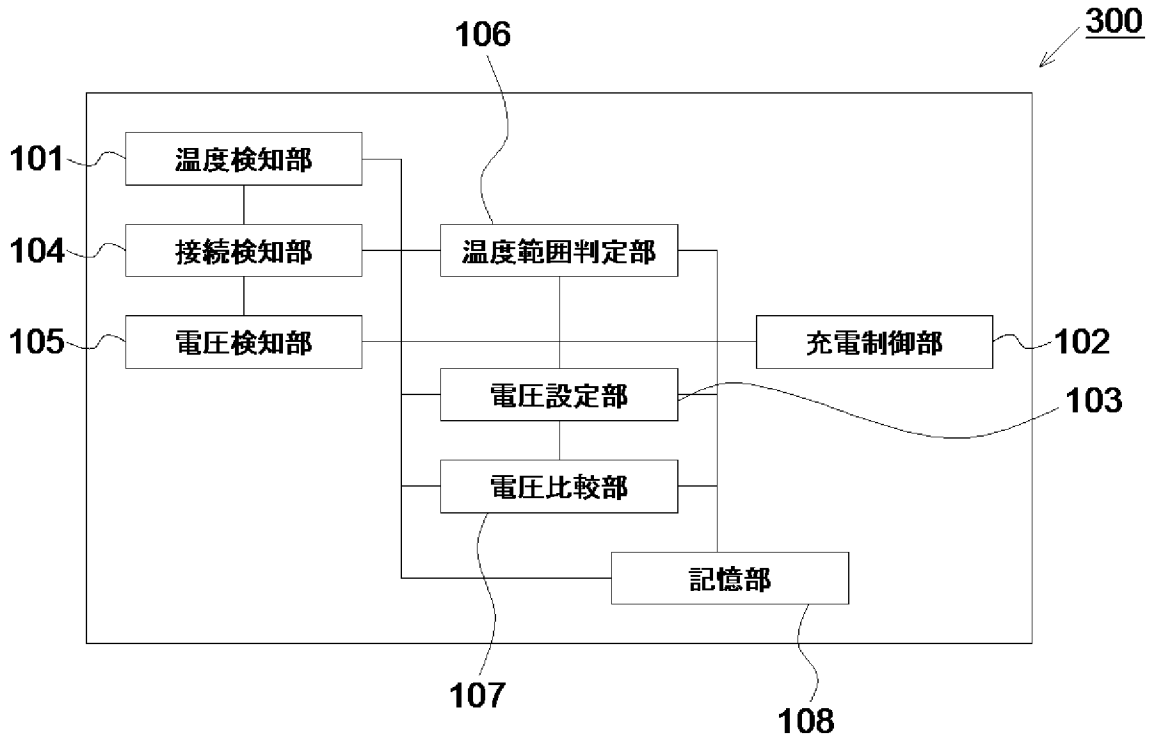 300
106
101
温度検知部
104
接続検知部
温度範囲判定部
105
電圧検知部
充電制御部
102
電圧設定部
103
電圧比較部
記憶部
107
108